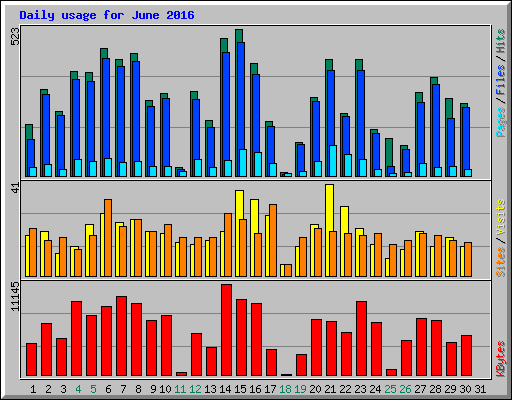 Daily usage for June 2016
523
41
11145
Pages / Files / Hits
Sites / Visits
KBytes
1 2 3 4 5 6 7 8 9 10 11 12 13 14 15 16 17 18 19 20 21 22 23 24 25 26 27 28 29 30 31